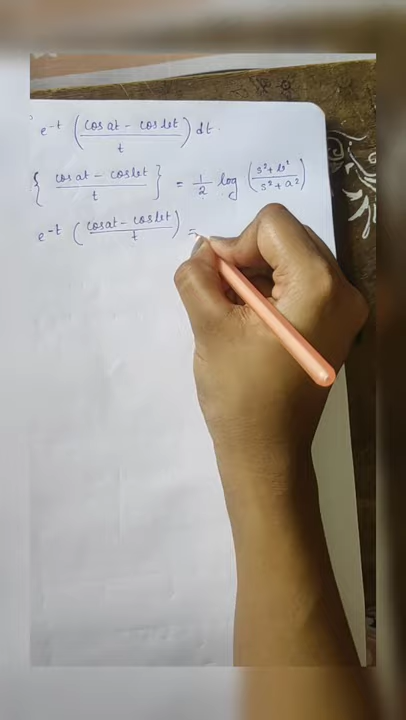 e^-t ( (cos at - cos bt) / t ) dt.
{ (cos at - cos bt) / t } = 1/2 log ( (s² + b²) / (s² + a²) )
e^-t ( (cos at - cos bt) / t ) =